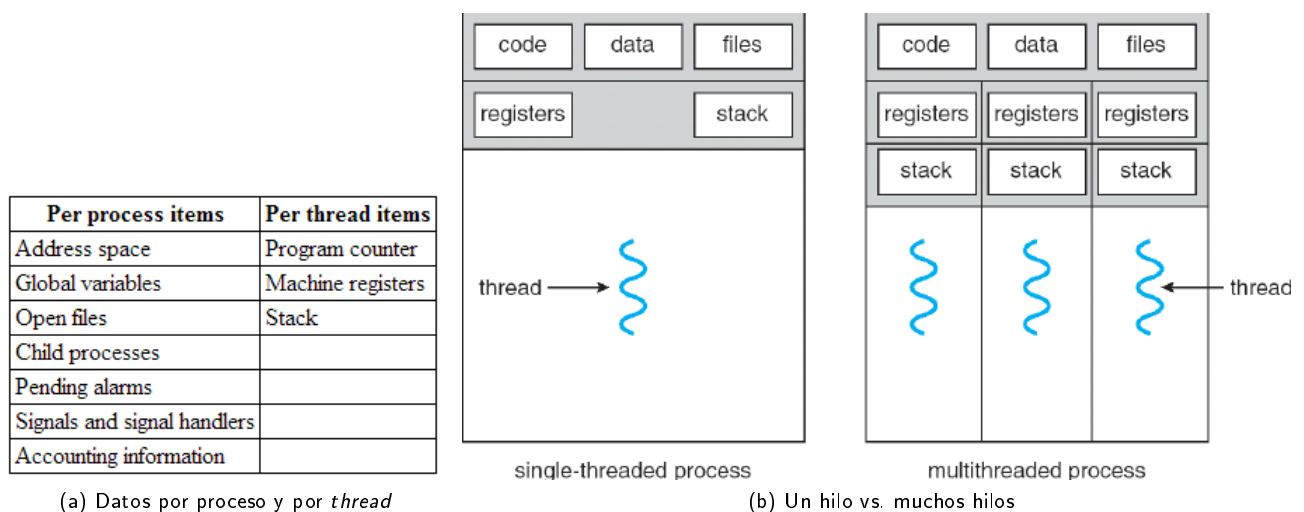 code data files code data files
registers stack registers registers registers
stack stack stack
Per process items Per thread items
Address space Program counter
Global variables Machine registers
Open files Stack
Child processes
Pending alarms
Signals and signal handlers
Accounting information
thread thread
single-threaded process multithreaded process
(a) Datos por proceso y por thread (b) Un hilo vs. muchos hilos